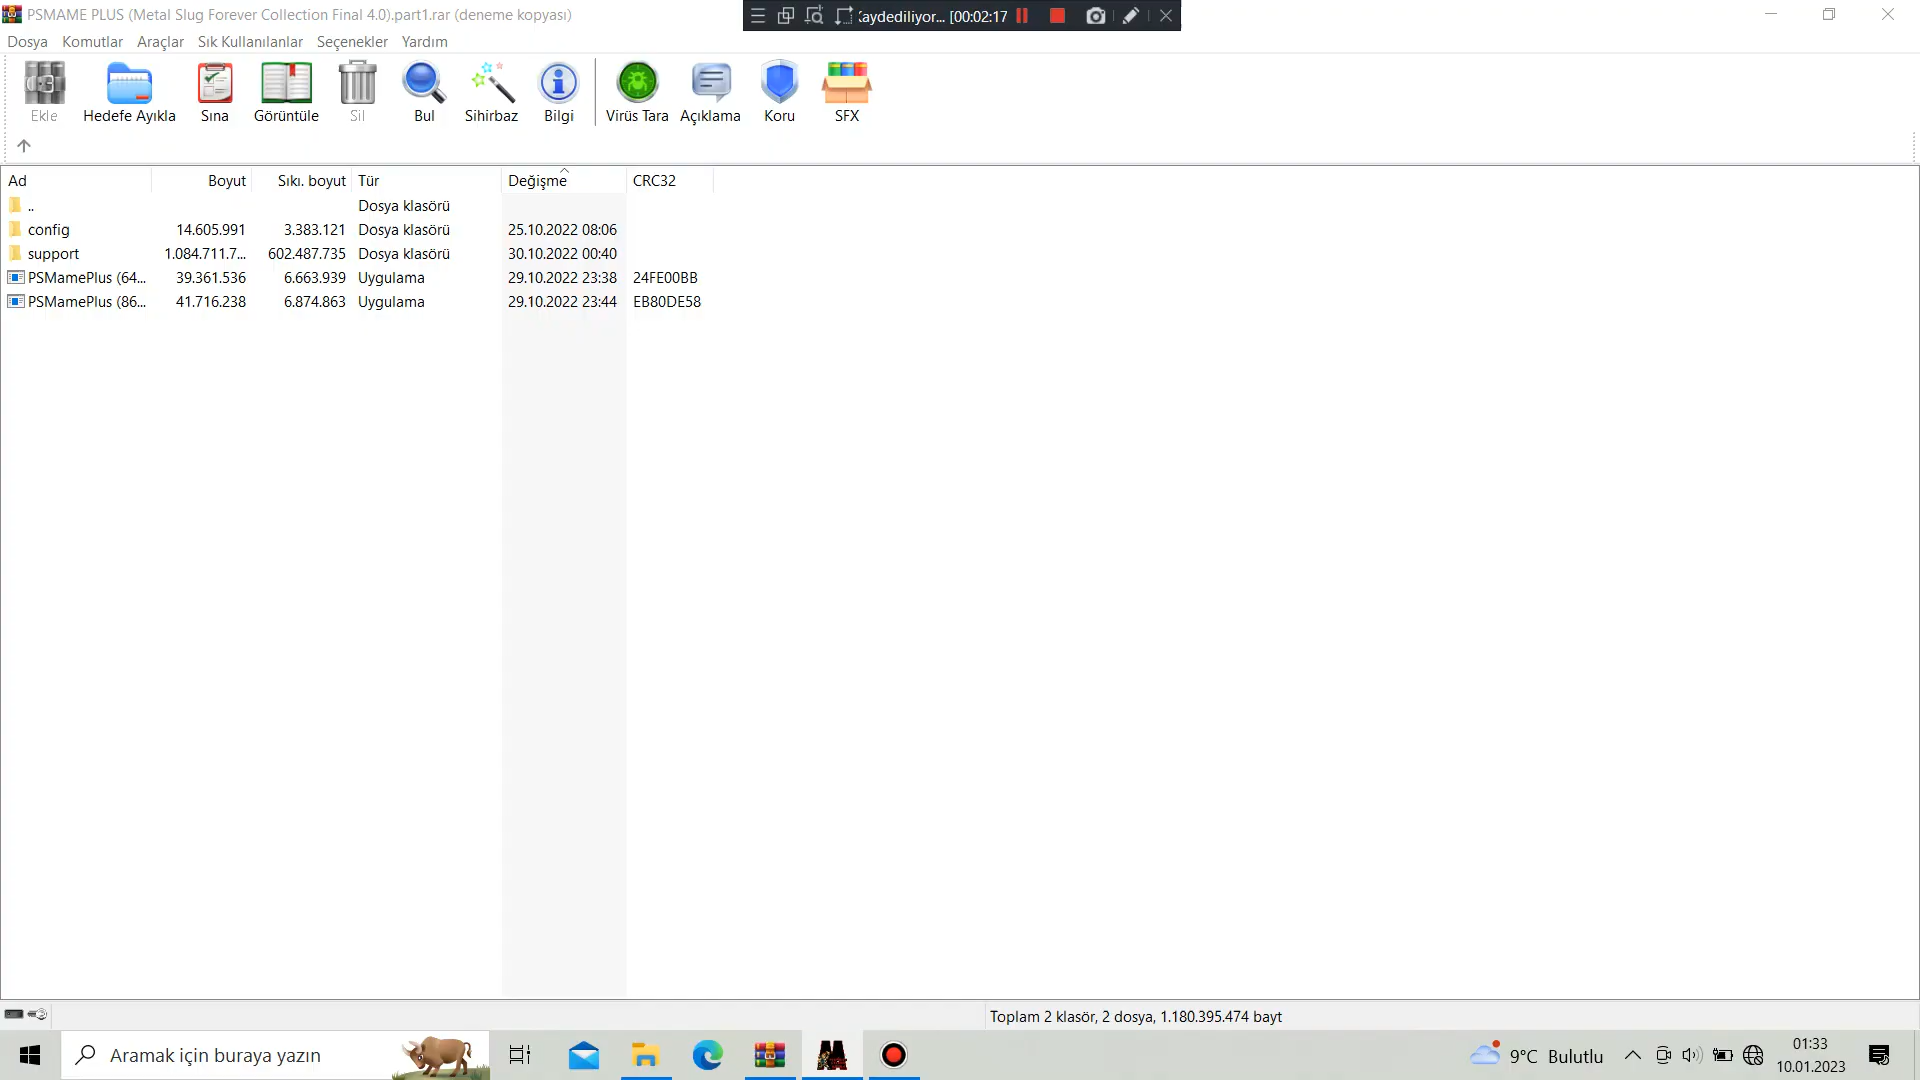 PSMAME PLUS (Metal Slug Forever Collection Final 4.0).part1.rar (deneme kopyası)
aydediliyor... [00:02:17
Dosya Komutlar Araçlar Sık Kullanılanlar Seçenekler Yardım
Ekle Hedefe Ayıkla Sına Görüntüle Sil Bul Sihirbaz Bilgi Virüs Tara Açıklama Koru SFX
Ad Boyut Sıkı. boyut Tür Değişme CRC32
.. Dosya klasörü
config 14.605.991 3.383.121 Dosya klasörü 25.10.2022 08:06
support 1.084.711.7... 602.487.735 Dosya klasörü 30.10.2022 00:40
PSMamePlus (64... 39.361.536 6.663.939 Uygulama 29.10.2022 23:38 24FE00BB
PSMamePlus (86... 41.716.238 6.874.863 Uygulama 29.10.2022 23:44 EB80DE58
Toplam 2 klasör, 2 dosya, 1.180.395.474 bayt
Aramak için buraya yazın
9°C Bulutlu
01:33
10.01.2023